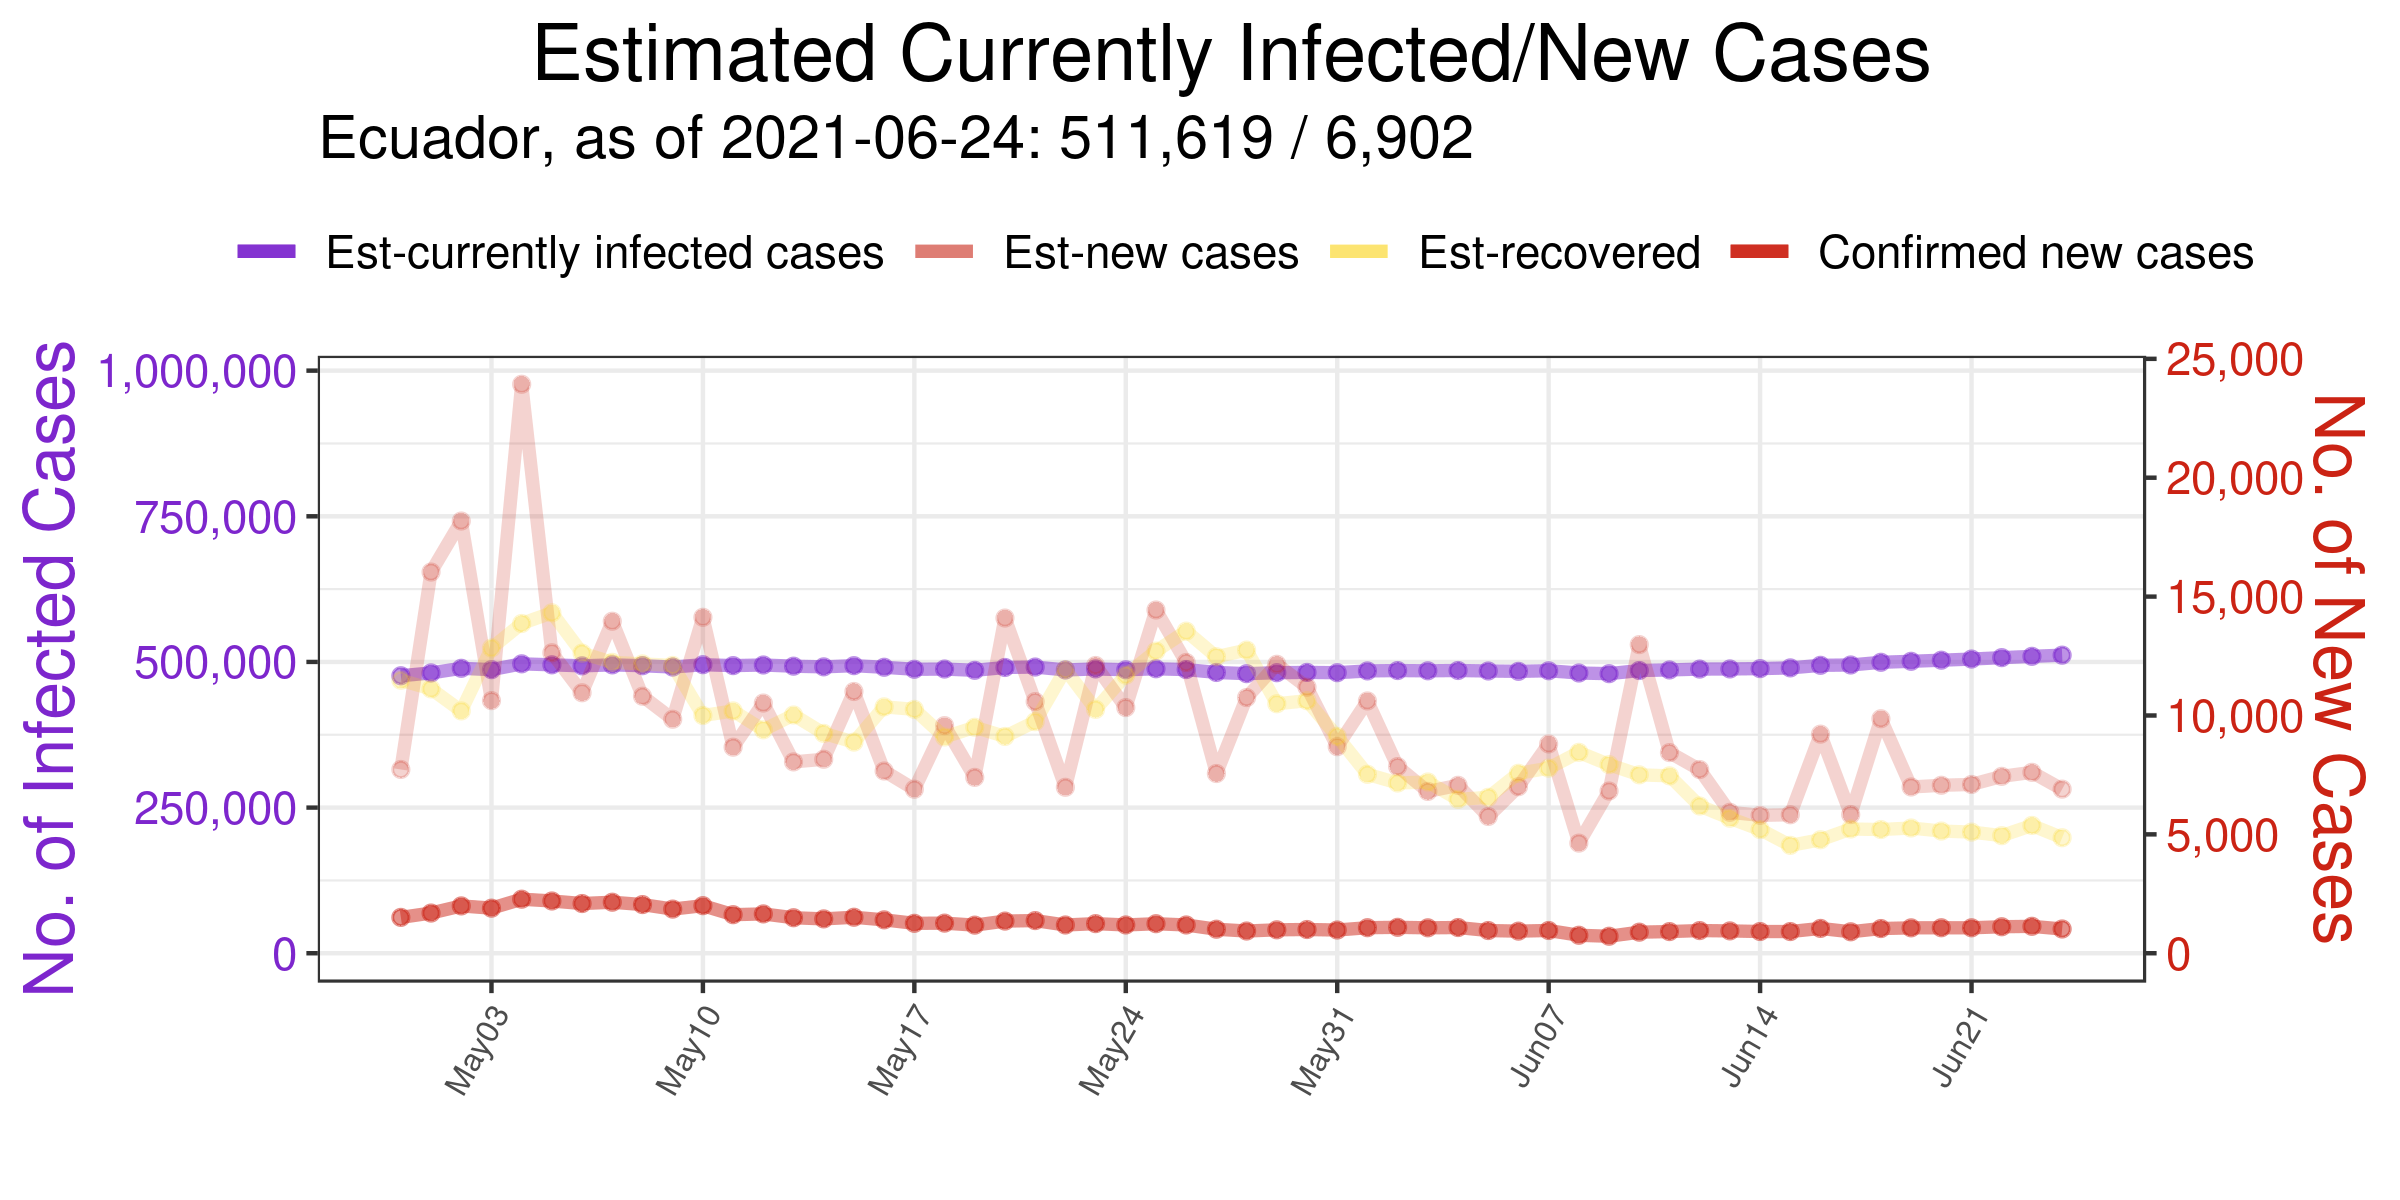 Estimated Currently Infected/New Cases
Ecuador, as of 2021-06-24: 511,619 / 6,902
Est-currently infected cases Est-new cases Est-recovered Confirmed new cases
No. of Infected Cases
1,000,000
750,000
500,000
250,000
0
25,000
20,000
15,000
10,000
5,000
0
No. of New Cases
May03 May10 May17 May24 May31 Jun07 Jun14 Jun21